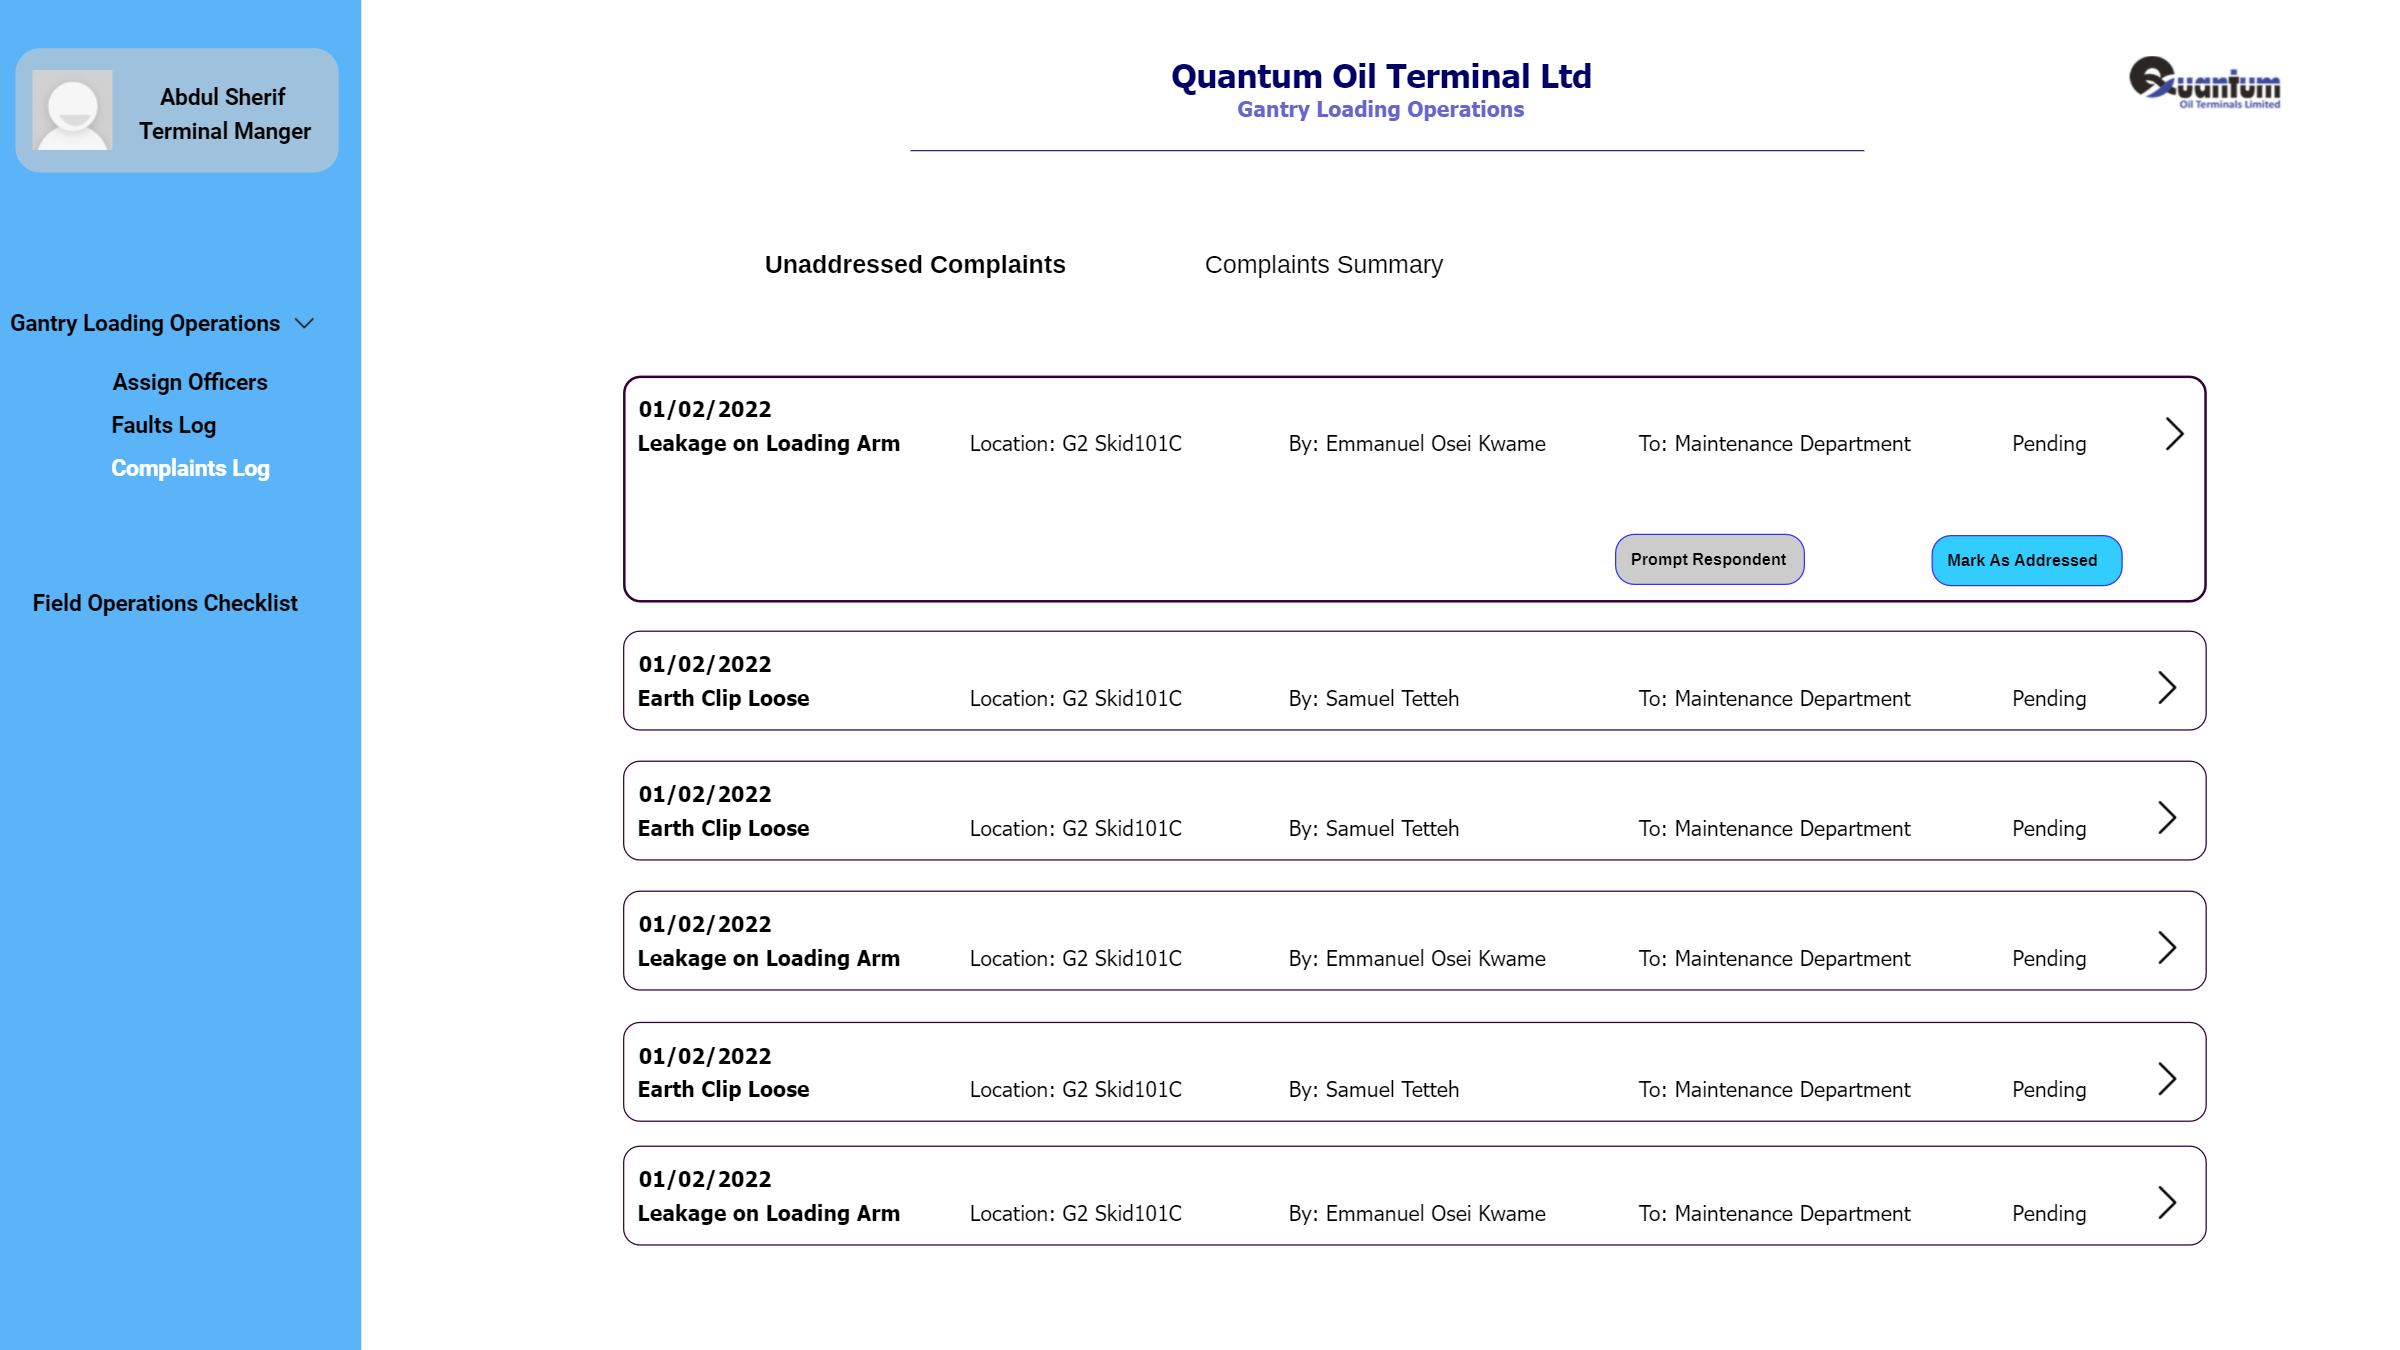 Abdul Sherif
Terminal Manger
Gantry Loading Operations
Assign Officers
Faults Log
Complaints Log
Field Operations Checklist
Quantum Oil Terminal Ltd
Gantry Loading Operations
Quantum
Oil Terminals Limited
Unaddressed Complaints Complaints Summary
01/02/2022
Leakage on Loading Arm Location: G2 Skid101C By: Emmanuel Osei Kwame To: Maintenance Department Pending
Prompt Respondent Mark As Addressed
01/02/2022
Earth Clip Loose Location: G2 Skid101C By: Samuel Tetteh To: Maintenance Department Pending
01/02/2022
Earth Clip Loose Location: G2 Skid101C By: Samuel Tetteh To: Maintenance Department Pending
01/02/2022
Leakage on Loading Arm Location: G2 Skid101C By: Emmanuel Osei Kwame To: Maintenance Department Pending
01/02/2022
Earth Clip Loose Location: G2 Skid101C By: Samuel Tetteh To: Maintenance Department Pending
01/02/2022
Leakage on Loading Arm Location: G2 Skid101C By: Emmanuel Osei Kwame To: Maintenance Department Pending